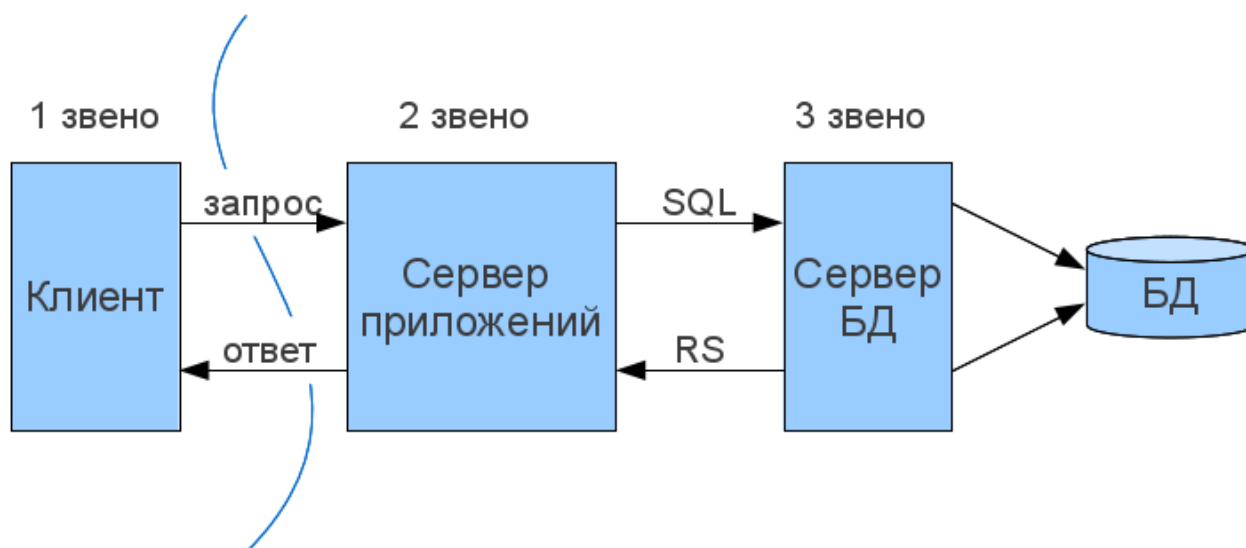 1 звено
2 звено
3 звено
запрос
SQL
Клиент
Сервер
приложений
Сервер
БД
БД
ответ
RS